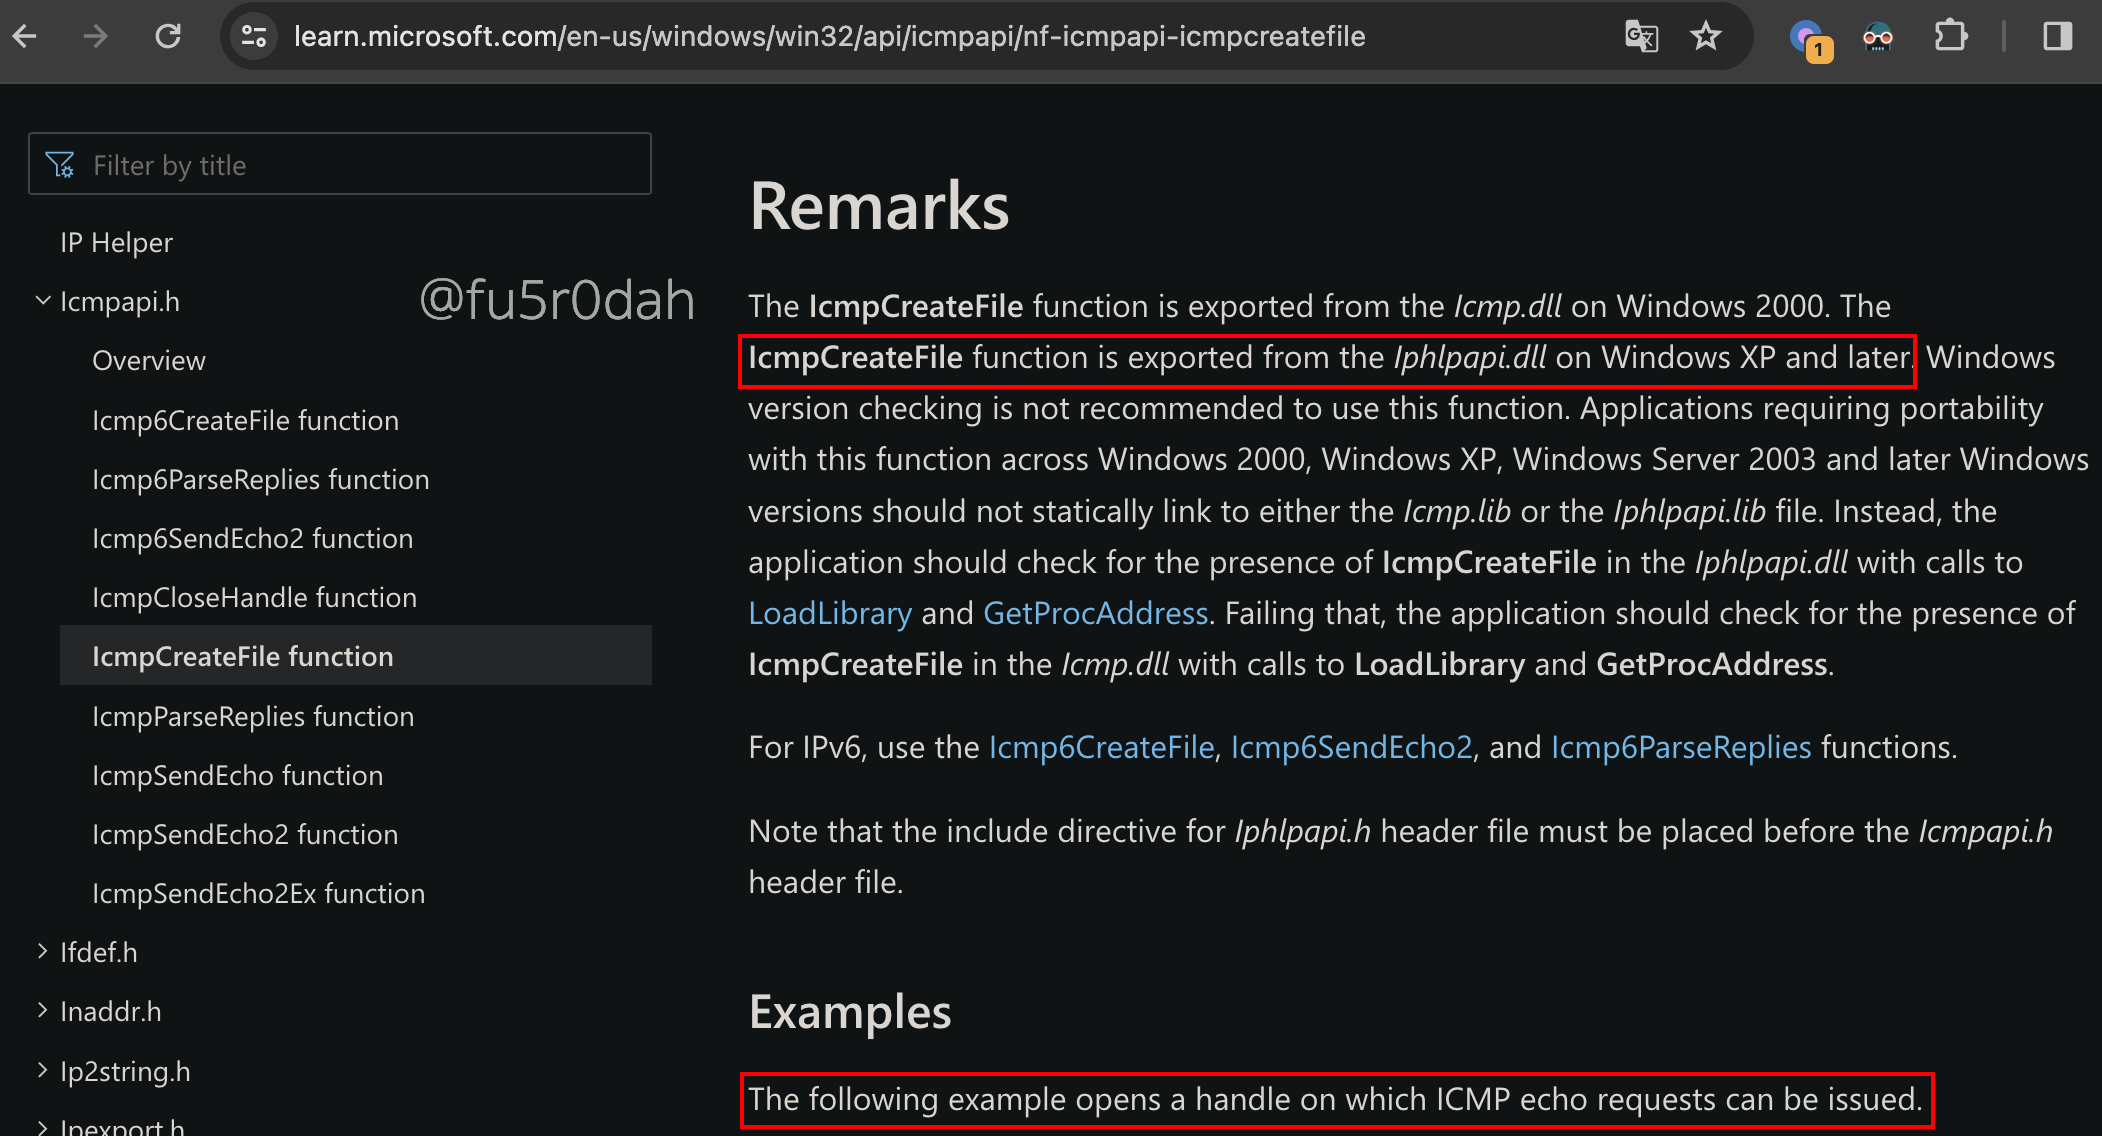 learn.microsoft.com/en-us/windows/win32/api/icmpapi/nf-icmpapi-icmpcreatefile
1
Filter by title
IP Helper
Icmpapi.h
Overview
Icmp6CreateFile function
Icmp6ParseReplies function
Icmp6SendEcho2 function
IcmpCloseHandle function
IcmpCreateFile function
IcmpParseReplies function
IcmpSendEcho function
IcmpSendEcho2 function
IcmpSendEcho2Ex function
Ifdef.h
Inaddr.h
Ip2string.h
Ipexport.h
@fu5r0dah
Remarks
The IcmpCreateFile function is exported from the Icmp.dll on Windows 2000. The
IcmpCreateFile function is exported from the Iphlpapi.dll on Windows XP and later. Windows
version checking is not recommended to use this function. Applications requiring portability
with this function across Windows 2000, Windows XP, Windows Server 2003 and later Windows
versions should not statically link to either the Icmp.lib or the Iphlpapi.lib file. Instead, the
application should check for the presence of IcmpCreateFile in the Iphlpapi.dll with calls to
LoadLibrary and GetProcAddress. Failing that, the application should check for the presence of
IcmpCreateFile in the Icmp.dll with calls to LoadLibrary and GetProcAddress.
For IPv6, use the Icmp6CreateFile, Icmp6SendEcho2, and Icmp6ParseReplies functions.
Note that the include directive for Iphlpapi.h header file must be placed before the Icmpapi.h
header file.
Examples
The following example opens a handle on which ICMP echo requests can be issued.